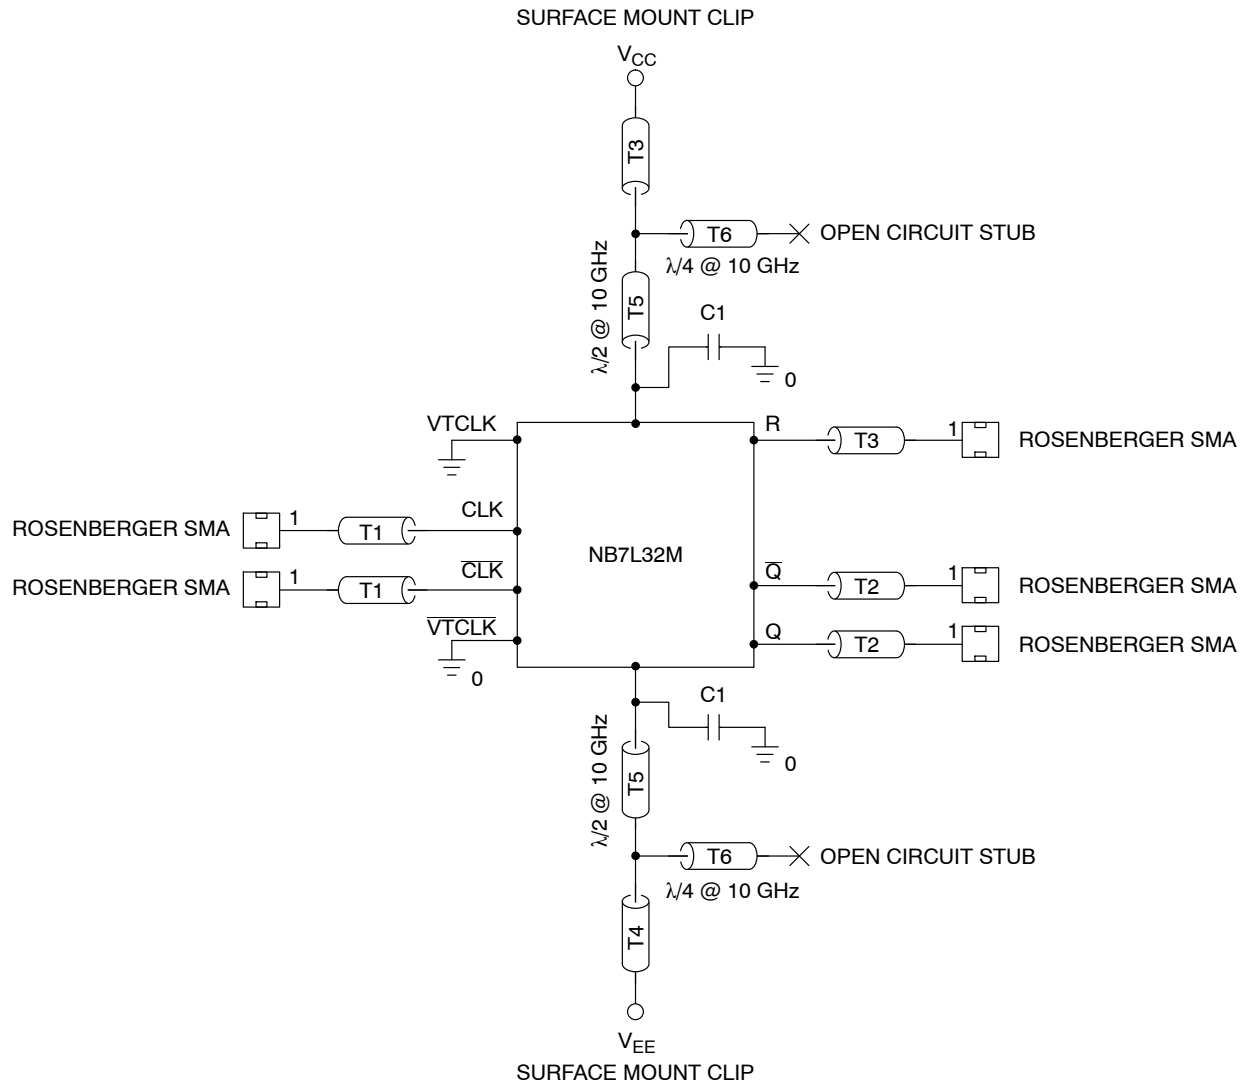 SURFACE MOUNT CLIP
VCC
T3
T6
OPEN CIRCUIT STUB
λ/4 @ 10 GHz
λ/2 @ 10 GHz
T5
C1
0
VTCLK
R
T3
1
ROSENBERGER SMA
ROSENBERGER SMA
1
T1
CLK
NB7L32M
ROSENBERGER SMA
1
T1
C̅L̅K̅
Q̅
T2
1
ROSENBERGER SMA
V̅T̅C̅L̅K̅
0
Q
T2
1
ROSENBERGER SMA
C1
0
λ/2 @ 10 GHz
T5
T6
OPEN CIRCUIT STUB
λ/4 @ 10 GHz
T4
VEE
SURFACE MOUNT CLIP